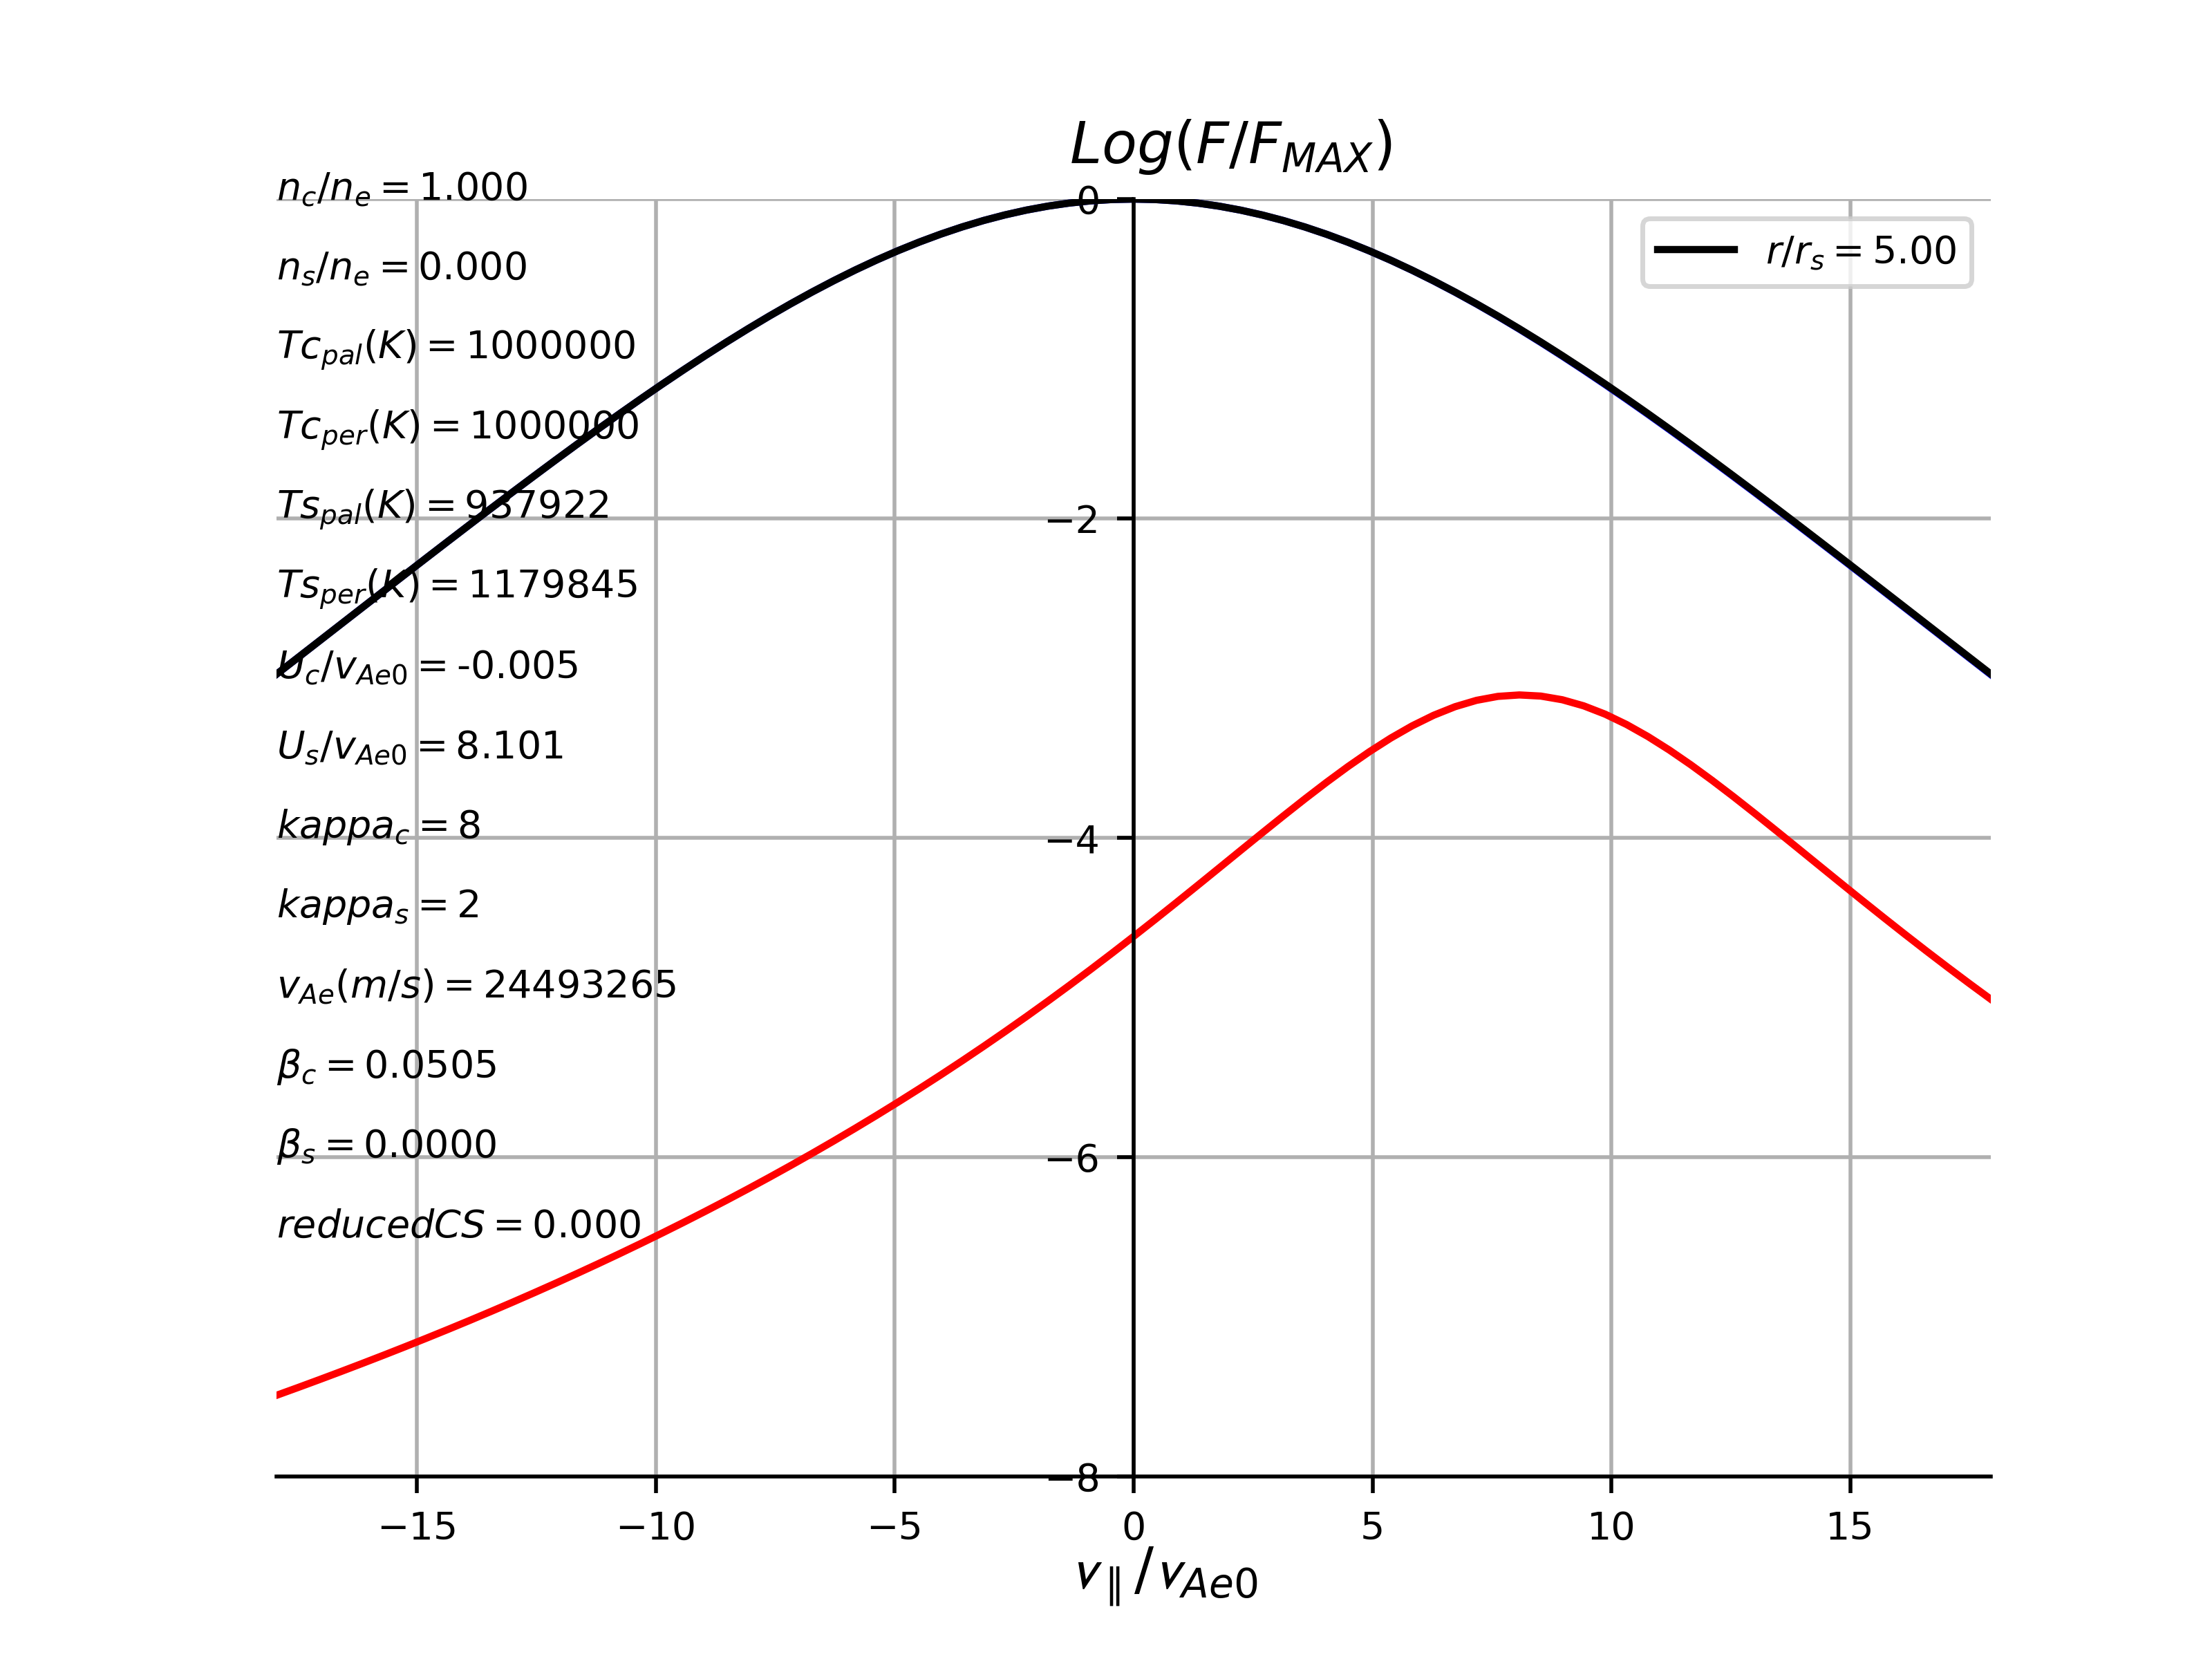 Log(F/F_MAX)
n_c/n_e = 1.000
n_s/n_e = 0.000
Tc_pal(K) = 1000000
Tc_per(K) = 1000000
Ts_pal(K) = 937922
Ts_per(K) = 1179845
U_c/v_Ae0 = -0.005
U_s/v_Ae0 = 8.101
kappa_c = 8
kappa_s = 2
v_Ae(m/s) = 24493265
β_c = 0.0505
β_s = 0.0000
reducedCS = 0.000
r/r_s = 5.00
0
−2
−4
−6
−8
−15 −10 −5 0 5 10 15
v_∥/v_Ae0